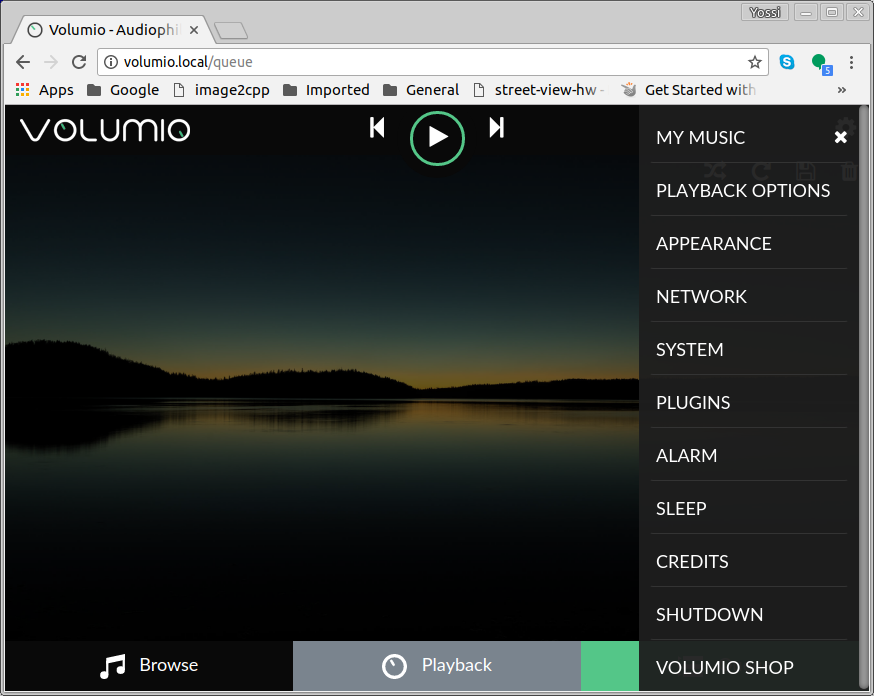 Yossi
Volumio - Audiophi
volumio.local/queue
5
Apps Google image2cpp Imported General street-view-hw - Get Started with »
VOLUMIO
MY MUSIC
PLAYBACK OPTIONS
APPEARANCE
NETWORK
SYSTEM
PLUGINS
ALARM
SLEEP
CREDITS
SHUTDOWN
Browse Playback VOLUMIO SHOP